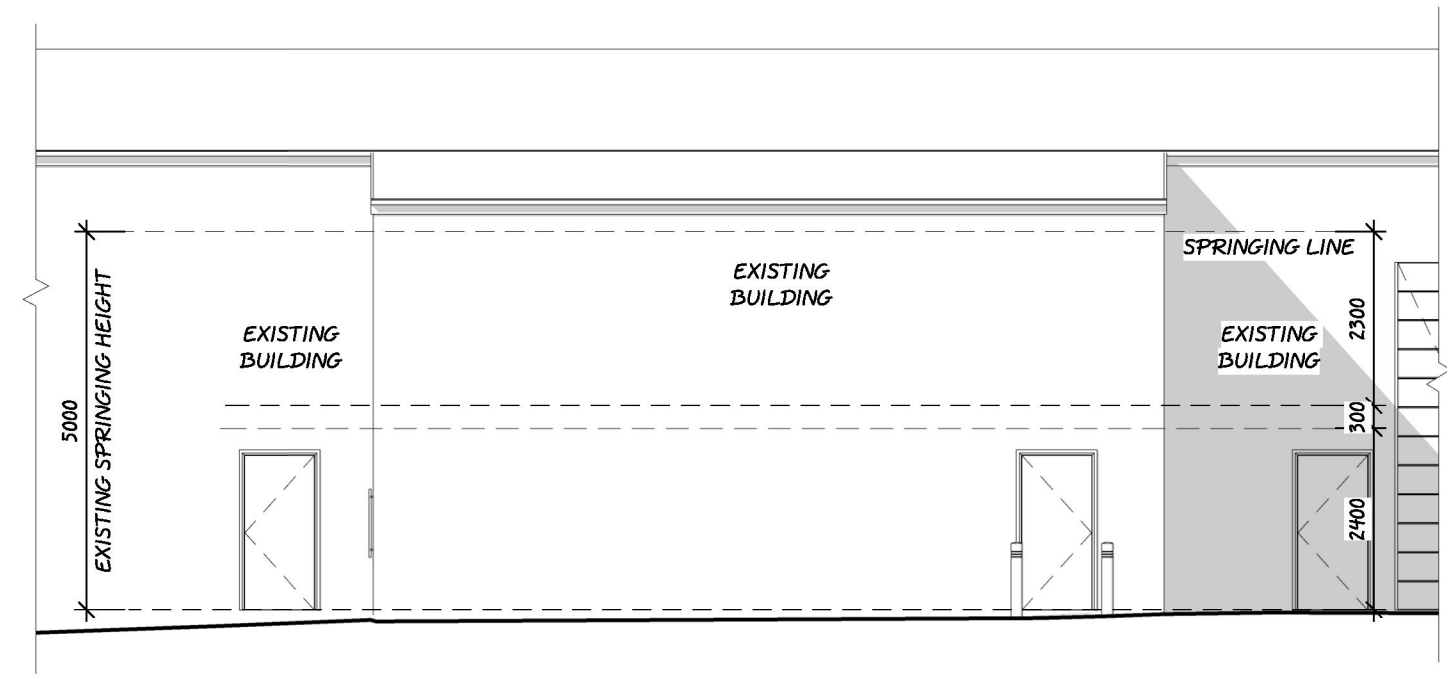 SPRINGING LINE
EXISTING
BUILDING
EXISTING
BUILDING
EXISTING
BUILDING
5000
EXISTING SPRINGING HEIGHT
2300
300
2400